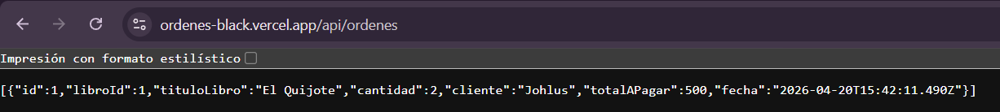 ordenes-black.vercel.app/api/ordenes
Impresión con formato estilístico
[{"id":1,"libroId":1,"tituloLibro":"El Quijote","cantidad":2,"cliente":"Johlus","totalAPagar":500,"fecha":"2026-04-20T15:42:11.490Z"}]